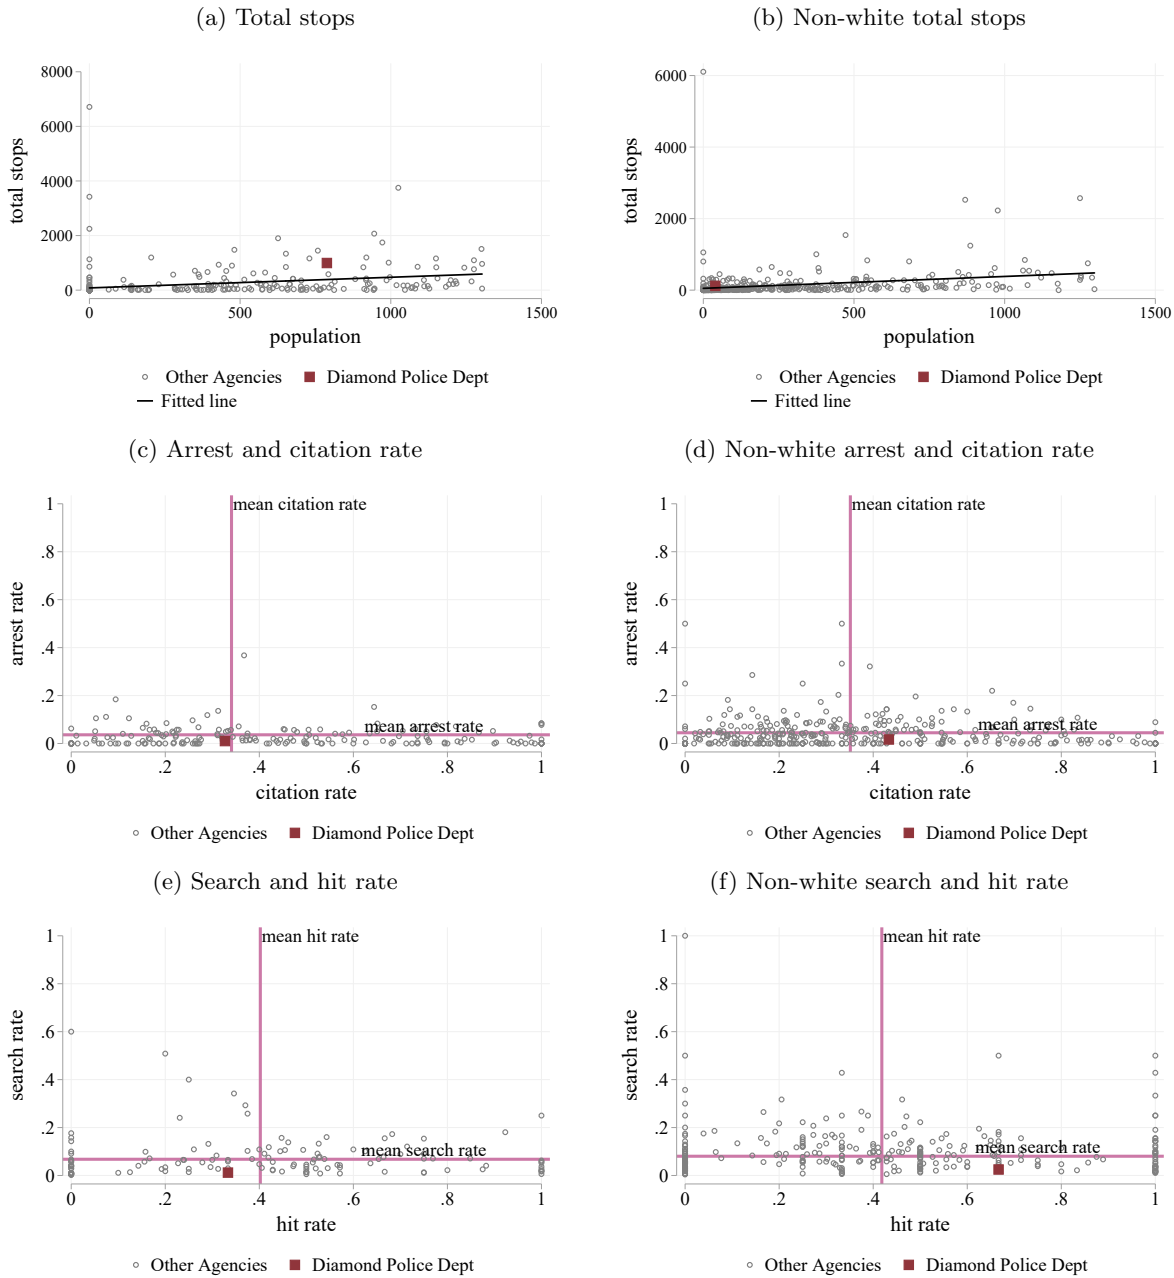 (a) Total stops
(b) Non-white total stops
total stops
8000
6000
4000
2000
0
0 500 1000 1500
population
Other Agencies Diamond Police Dept
Fitted line
total stops
6000
4000
2000
0
0 500 1000 1500
population
Other Agencies Diamond Police Dept
Fitted line
(c) Arrest and citation rate
(d) Non-white arrest and citation rate
arrest rate
1
.8
.6
.4
.2
0
mean citation rate
mean arrest rate
0 .2 .4 .6 .8 1
citation rate
Other Agencies Diamond Police Dept
arrest rate
1
.8
.6
.4
.2
0
mean citation rate
mean arrest rate
0 .2 .4 .6 .8 1
citation rate
Other Agencies Diamond Police Dept
(e) Search and hit rate
(f) Non-white search and hit rate
search rate
1
.8
.6
.4
.2
0
mean hit rate
mean search rate
0 .2 .4 .6 .8 1
hit rate
Other Agencies Diamond Police Dept
search rate
1
.8
.6
.4
.2
0
mean hit rate
mean search rate
0 .2 .4 .6 .8 1
hit rate
Other Agencies Diamond Police Dept